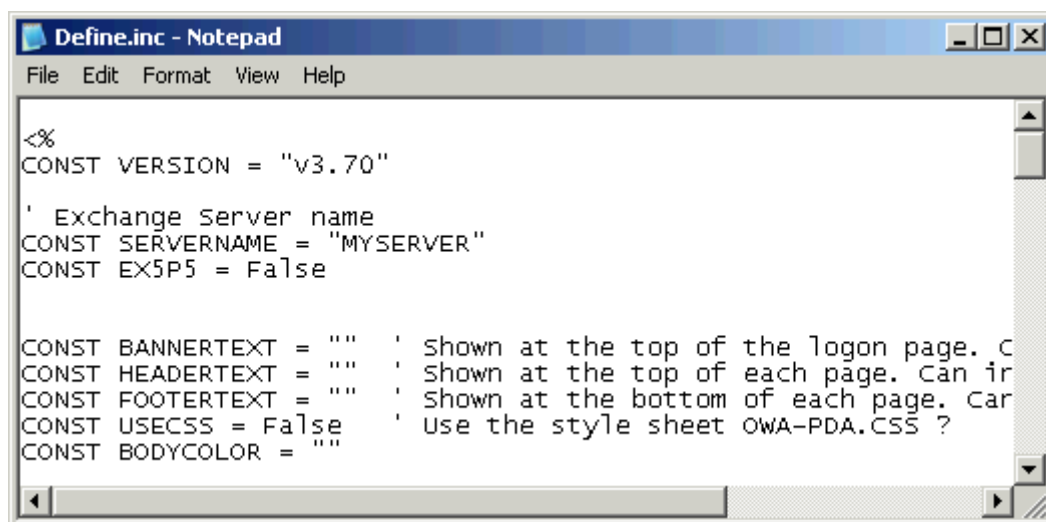 Define.inc - Notepad
File Edit Format View Help
<%
CONST VERSION = "v3.70"
' Exchange Server name
CONST SERVERNAME = "MYSERVER"
CONST EX5P5 = False
CONST BANNERTEXT = "" ' Shown at the top of the logon page.
CONST HEADERTEXT = "" ' Shown at the top of each page. Can
CONST FOOTERTEXT = "" ' Shown at the bottom of each page.
CONST USECSS = False ' Use the style sheet OWA-PDA.CSS ?
CONST BODYCOLOR = ""